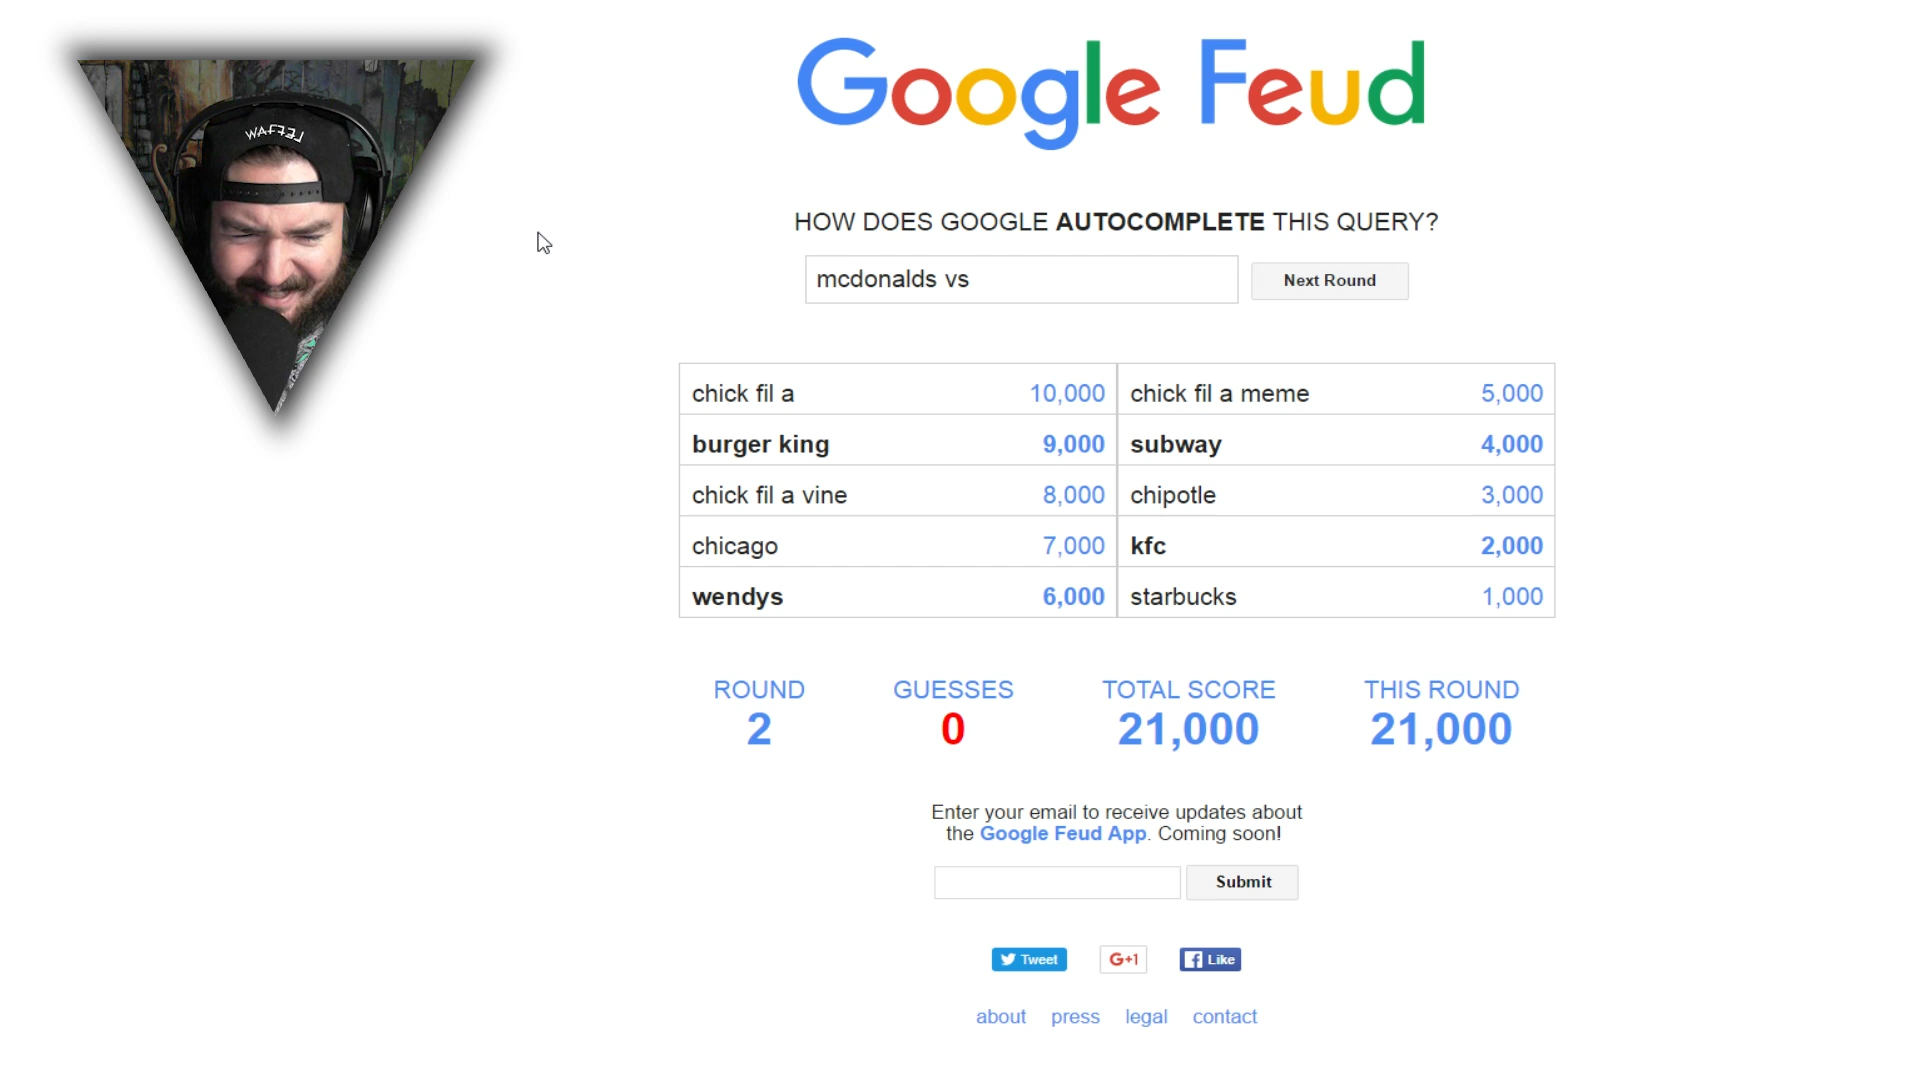 Google Feud
HOW DOES GOOGLE AUTOCOMPLETE THIS QUERY?
mcdonalds vs
Next Round
chick fil a 10,000
burger king 9,000
chick fil a vine 8,000
chicago 7,000
wendys 6,000
chick fil a meme 5,000
subway 4,000
chipotle 3,000
kfc 2,000
starbucks 1,000
ROUND
2
GUESSES
0
TOTAL SCORE
21,000
THIS ROUND
21,000
Enter your email to receive updates about
the Google Feud App. Coming soon!
Submit
Tweet
G+1
Like
about press legal contact